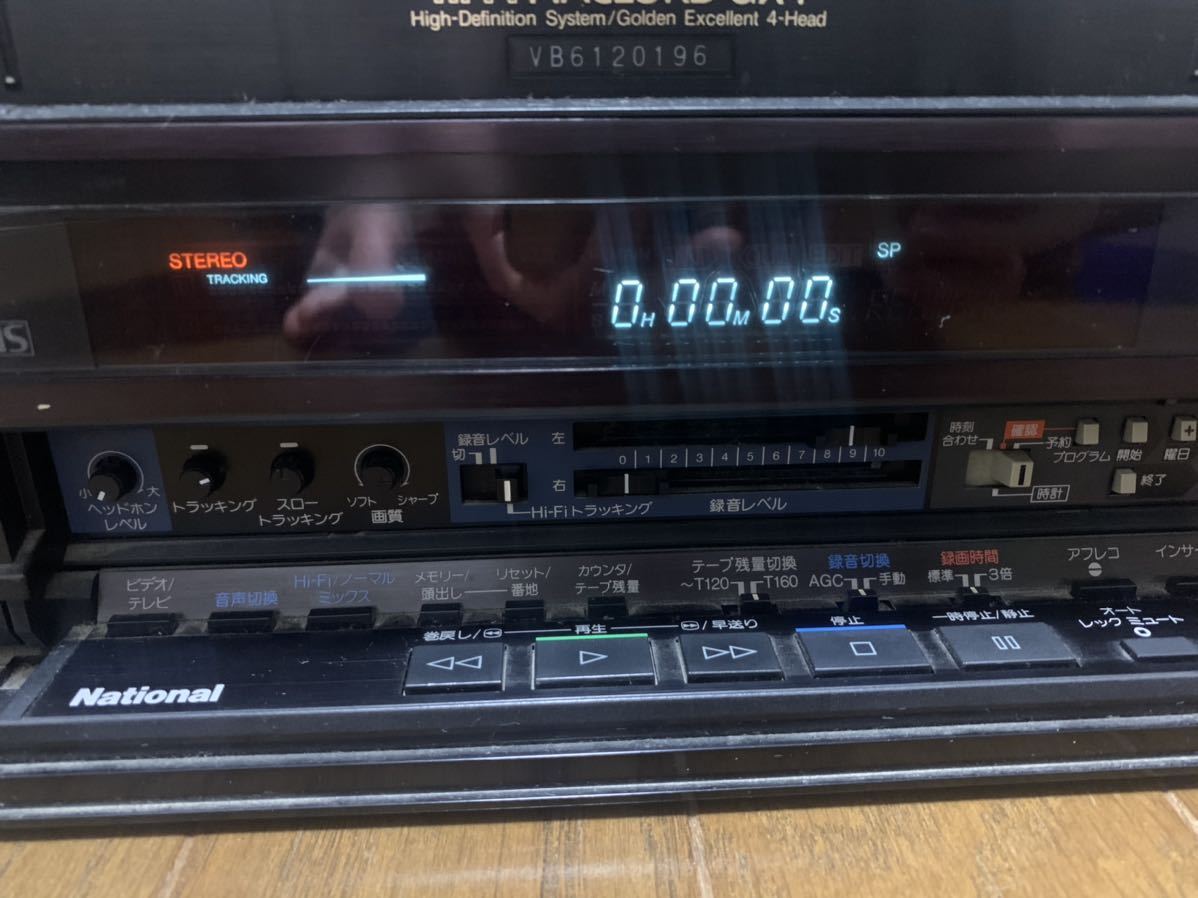 High-Definition System/Golden Excellent 4-Head
VB6120196
STEREO
TRACKING
SP
0H 00M 00S
録音レベル
切
左
0 1 2 3 4 5 6 7 8 9 10
右
録音レベル
Hi-Fiトラッキング
小 大
ヘッドホン
レベル
トラッキング
スロー
トラッキング
ソフト シャープ
画質
時刻
合わせ
確認
予約
プログラム
開始
曜日
終了
時計
ビデオ/
テレビ
音声切換
Hi-Fi/ノーマル
ミックス
メモリー/
頭出し
リセット/
番地
カウンタ/
テープ残量
テープ残量切換
～T120 T160
録音切換
AGC 手動
録画時間
標準 3倍
アフレコ
インサー
巻戻し/
再生
/早送り
停止
一時停止/静止
オート
レック ミュート
National